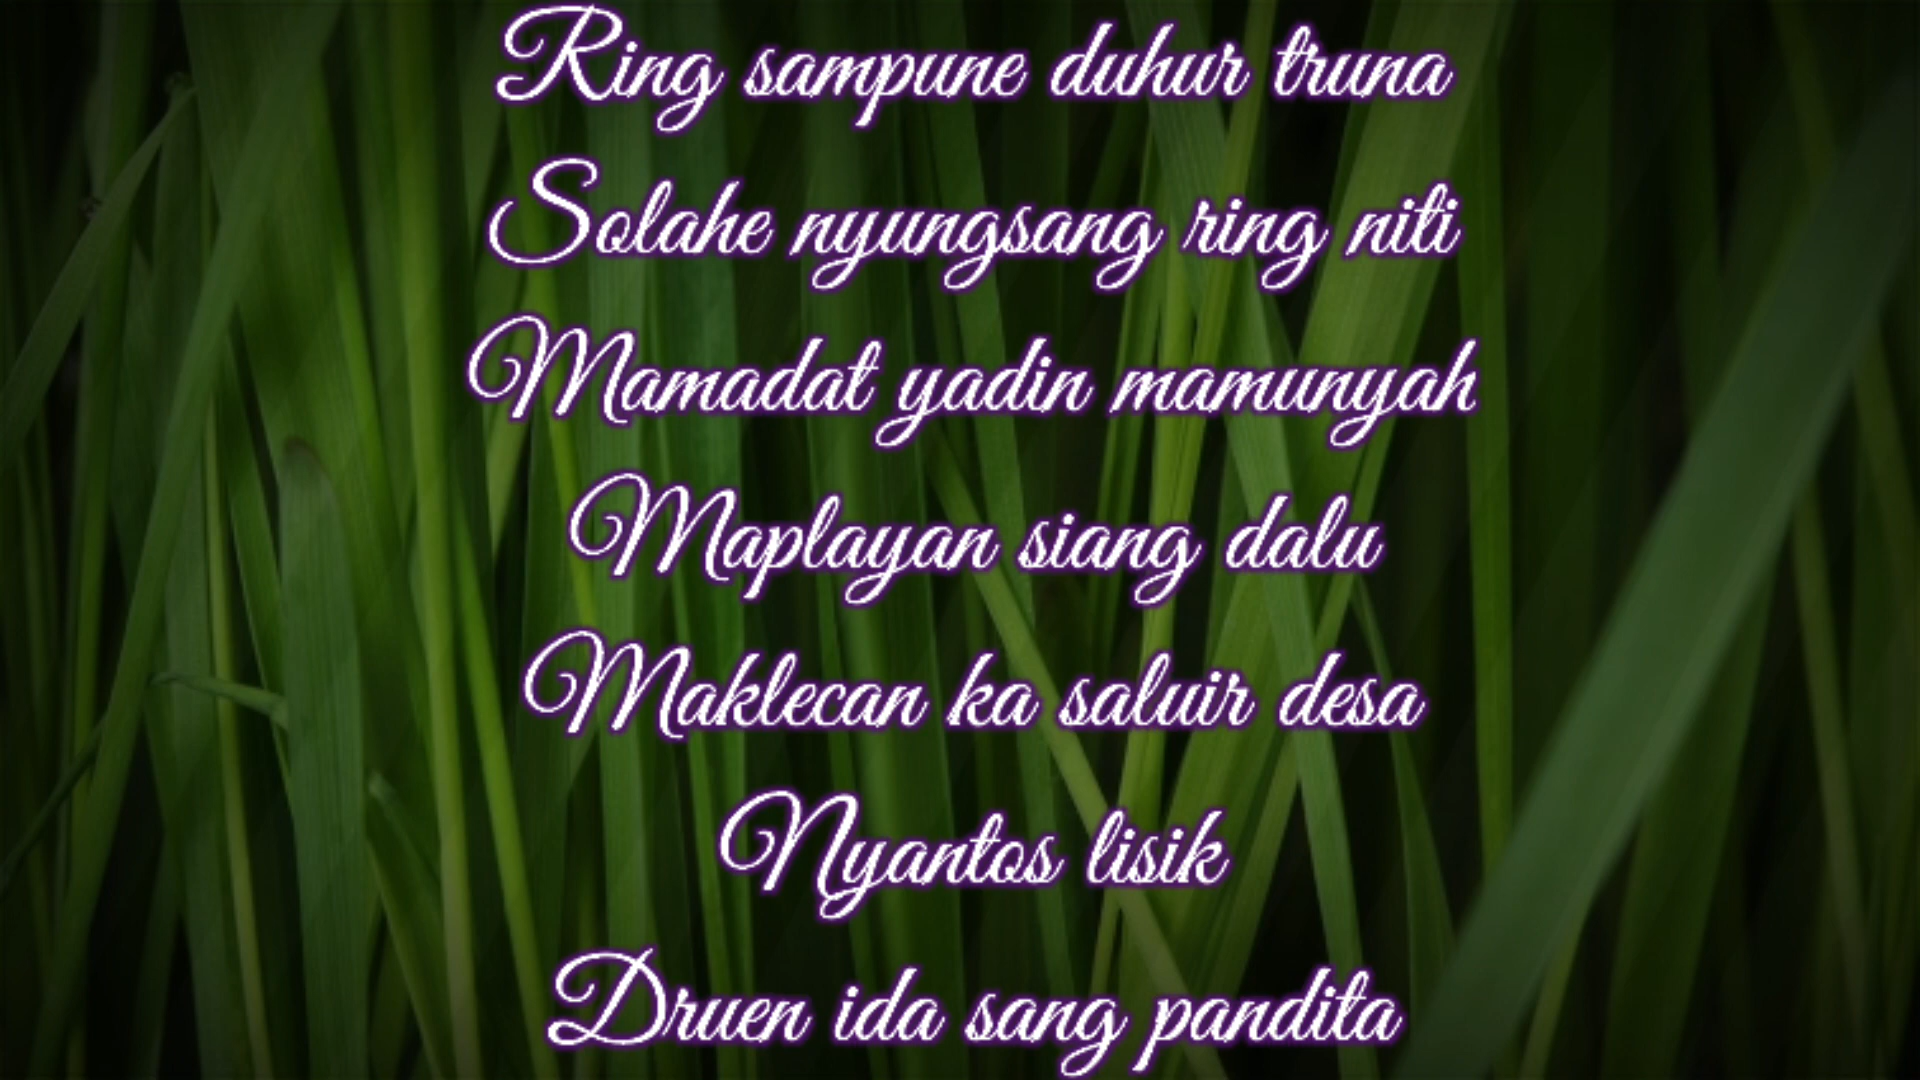 Ring sampune duhur truna
Solahe nyungsang ring niti
Mamadat yadin mamunyah
Maplayan siang dalu
Maklecan ka saluir desa
Nyantos lisik
Druen ida sang pandita